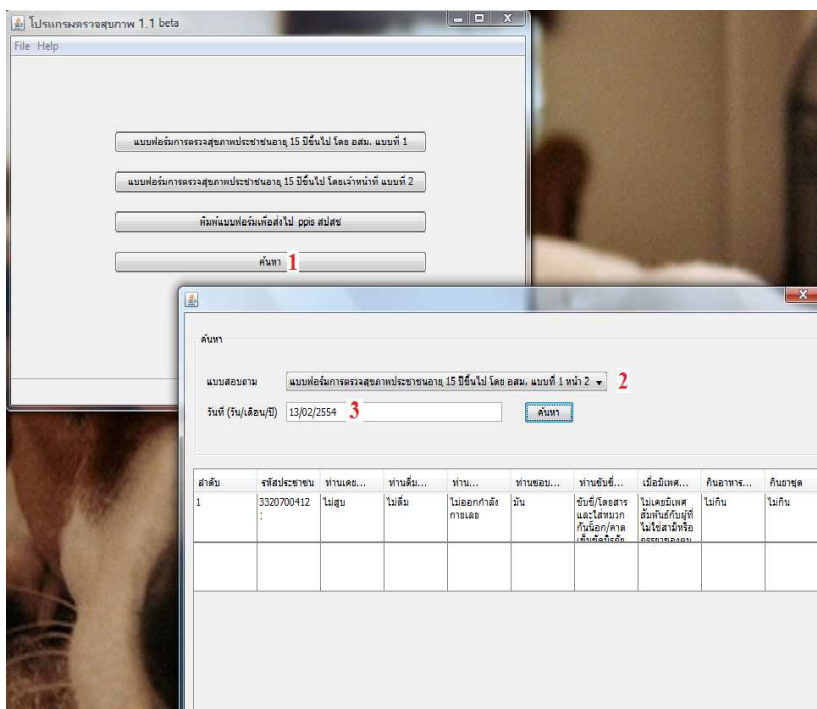 โปรแกรมตรวจสุขภาพ 1.1 beta
File Help
แบบฟอร์มการตรวจสุขภาพประชาชนอายุ 15 ปีขึ้นไป โดย อสม. แบบที่ 1
แบบฟอร์มการตรวจสุขภาพประชาชนอายุ 15 ปีขึ้นไป โดยเจ้าหน้าที่ แบบที่ 2
พิมพ์แบบฟอร์มเพื่อส่งไป ppis สปสช
ค้นหา 1
ค้นหา
แบบสอบถาม แบบฟอร์มการตรวจสุขภาพประชาชนอายุ 15 ปีขึ้นไป โดย อสม. แบบที่ 1 หน้า 2 2
วันที่ (วัน/เดือน/ปี) 13/02/2554 3 ค้นหา
ลำดับ รหัสประชาชน ท่านเคย... ท่านดื่ม... ท่าน... ท่านชอบ... ท่านขับขี่... เมื่อมีเพศ... กินอาหาร... กินยาชุด
1 3320700412 ไม่สูบ ไม่ดื่ม ไม่ออกกำลัง มัน ขับขี่/โดยสาร ไม่เคยมีเพศ ไม่กิน ไม่กิน
กายเลย และใส่หมวก สัมพันธ์กับผู้ที่
กันน็อก/คาด ไม่ใช่สามีหรือ
เข็มขัดนิรภัย ภรรยาของตน